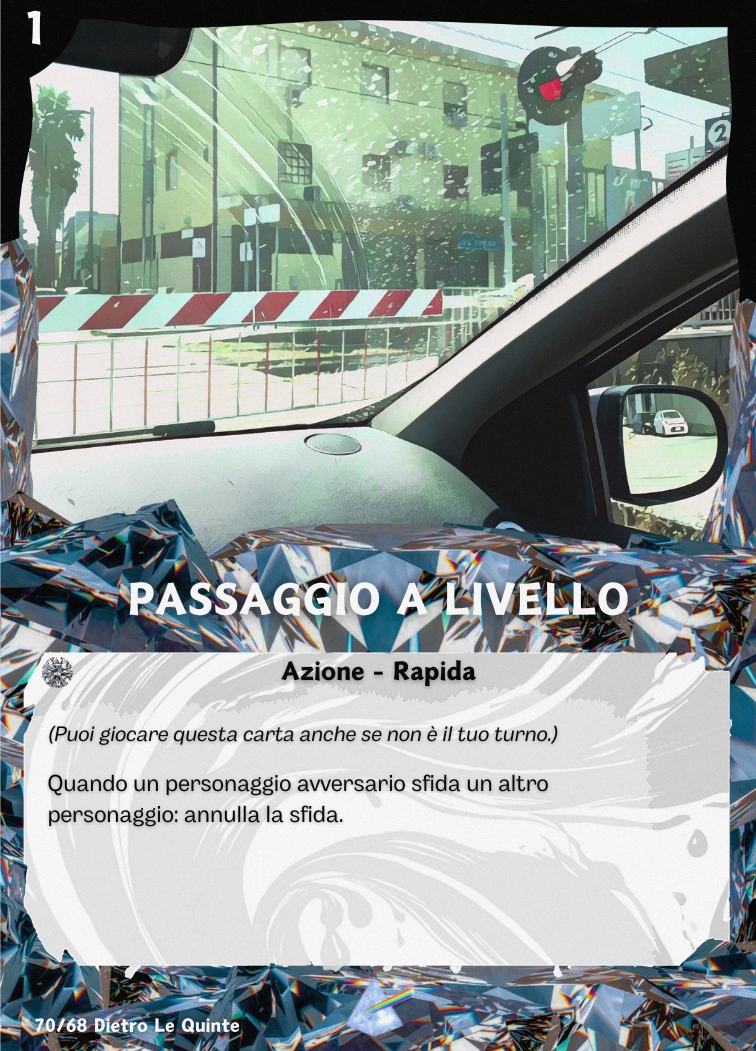 1
2
PASSAGGIO A LIVELLO
Azione - Rapida
(Puoi giocare questa carta anche se non è il tuo turno.)
Quando un personaggio avversario sfida un altro
personaggio: annulla la sfida.
70/68 Dietro Le Quinte